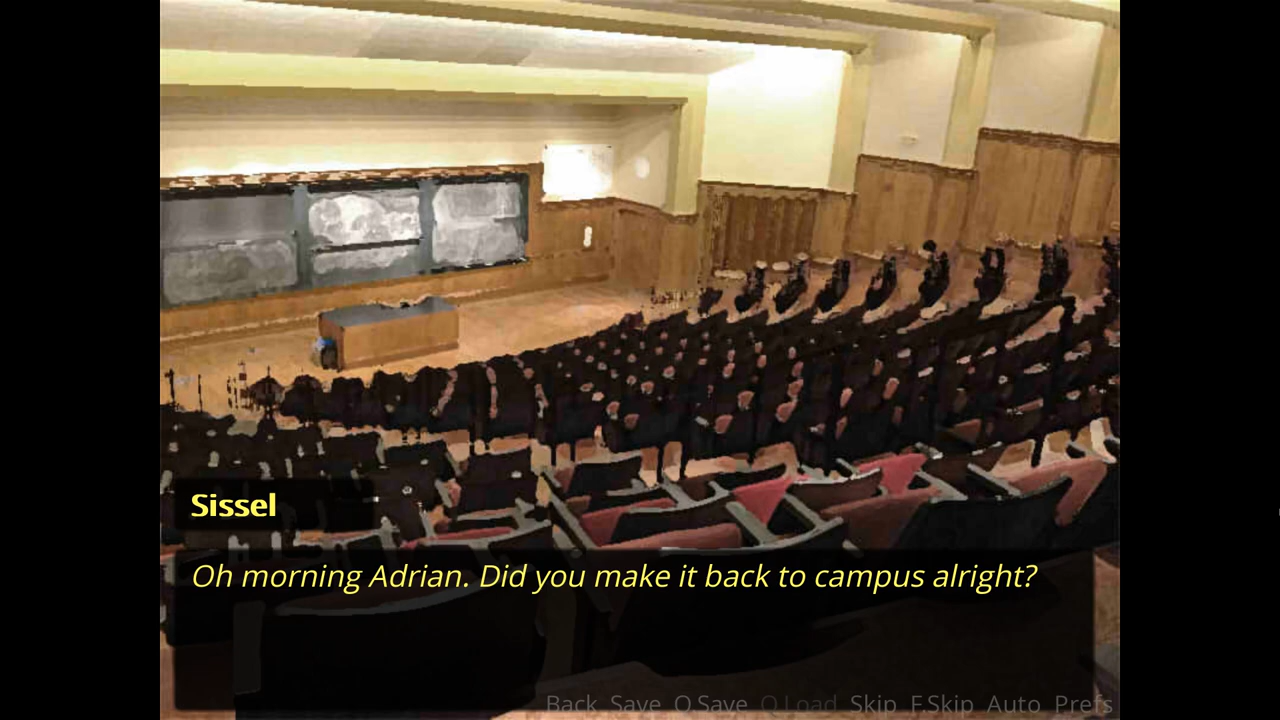 Sissel
Oh morning Adrian. Did you make it back to campus alright?
Back Save Q.Save Q.Load Skip F.Skip Auto Prefs